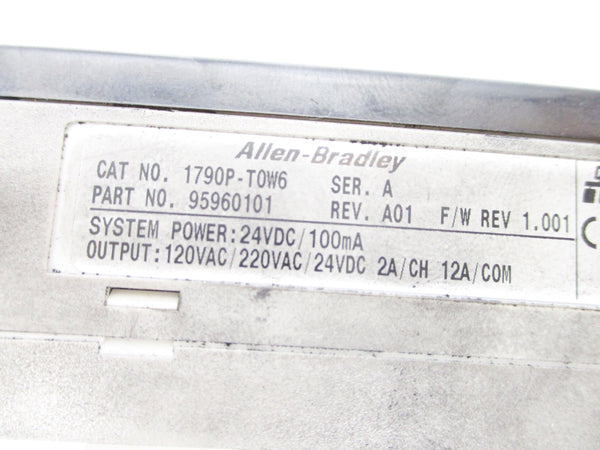 Allen-Bradley
CAT NO. 1790P-T0W6 SER. A
PART NO. 95960101 REV. A01 F/W REV 1.001
SYSTEM POWER:24VDC/100mA
OUTPUT:120VAC/220VAC/24VDC 2A/CH 12A/COM